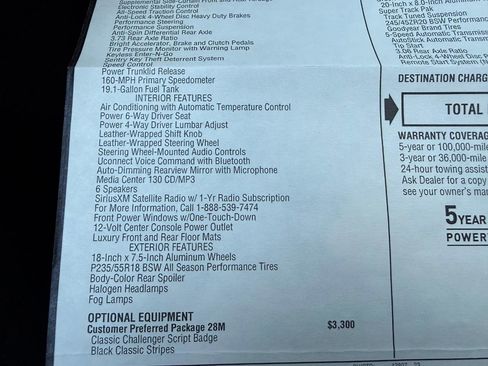 Supplemental Side-Curtain Front and Rear Airbags
Electronic Stability Control
All-Speed Traction Control
Anti-Lock 4-Wheel Disc Heavy Duty Brakes
Performance Steering
Performance Suspension
Anti-Spin Differential Rear Axle
3.73 Rear Axle Ratio
Bright Accelerator, Brake and Clutch Pedals
Tire Pressure Monitor with Warning Lamp
Keyless Enter-N-Go
Sentry Key Theft Deterrent System
Speed Control
Power Trunklid Release
160-MPH Primary Speedometer
19.1-Gallon Fuel Tank
INTERIOR FEATURES
Air Conditioning with Automatic Temperature Control
Power 6-Way Driver Seat
Power 4-Way Driver Lumbar Adjust
Leather-Wrapped Shift Knob
Leather-Wrapped Steering Wheel
Steering Wheel-Mounted Audio Controls
Uconnect Voice Command with Bluetooth
Auto-Dimming Rearview Mirror with Microphone
Media Center 130 CD/MP3
6 Speakers
SiriusXM Satellite Radio w/ 1-Yr Radio Subscription
For More Information, Call 1-888-539-7474
Front Power Windows w/One-Touch-Down
12-Volt Center Console Power Outlet
Luxury Front and Rear Floor Mats
EXTERIOR FEATURES
18-Inch x 7.5-Inch Aluminum Wheels
P235/55R18 BSW All Season Performance Tires
Body-Color Rear Spoiler
Halogen Headlamps
Fog Lamps
OPTIONAL EQUIPMENT
Customer Preferred Package 28M $3,300
Classic Challenger Script Badge
Black Classic Stripes
20-Inch x 8.0-Inch Aluminum
Super Track Pak
Track Tuned Suspension
245/45ZR20 BSW Performance
Goodyear Brand Tires
5-Speed Automatic Transmission
AutoStick Automatic Transmi
Tip Start
3.06 Rear Axle Ratio
Anti-Lock 4-Wheel Disc
Remote Start System
DESTINATION CHARG
TOTAL
WARRANTY COVERAG
5-year or 100,000-mile
3-year or 36,000-mile
24-hour towing assist
Ask Dealer for a copy
see your owner's man
5 YEAR
POWER